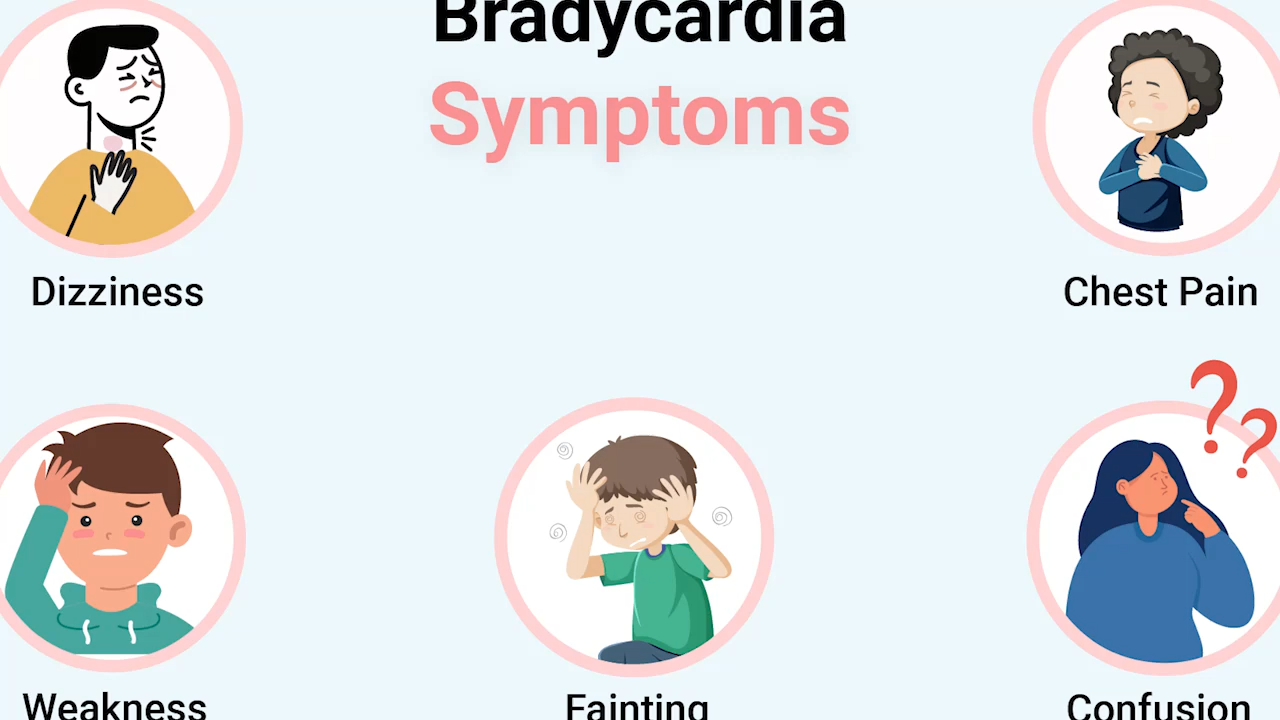 Bradycardia
Symptoms
Dizziness
Chest Pain
??
Weakness
Fainting
Confusion